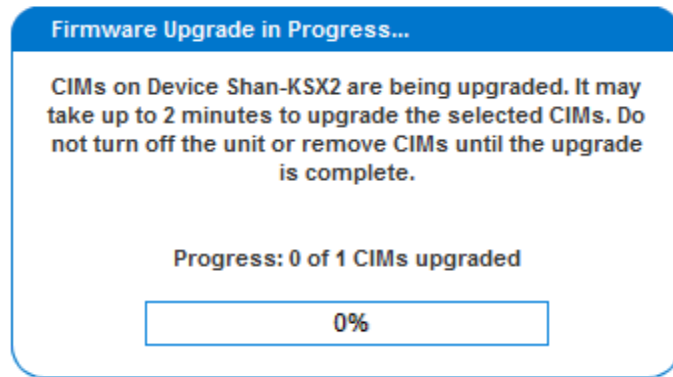 Firmware Upgrade in Progress...
CIMs on Device Shan-KSX2 are being upgraded. It may
take up to 2 minutes to upgrade the selected CIMs. Do
not turn off the unit or remove CIMs until the upgrade
is complete.
Progress: 0 of 1 CIMs upgraded
0%